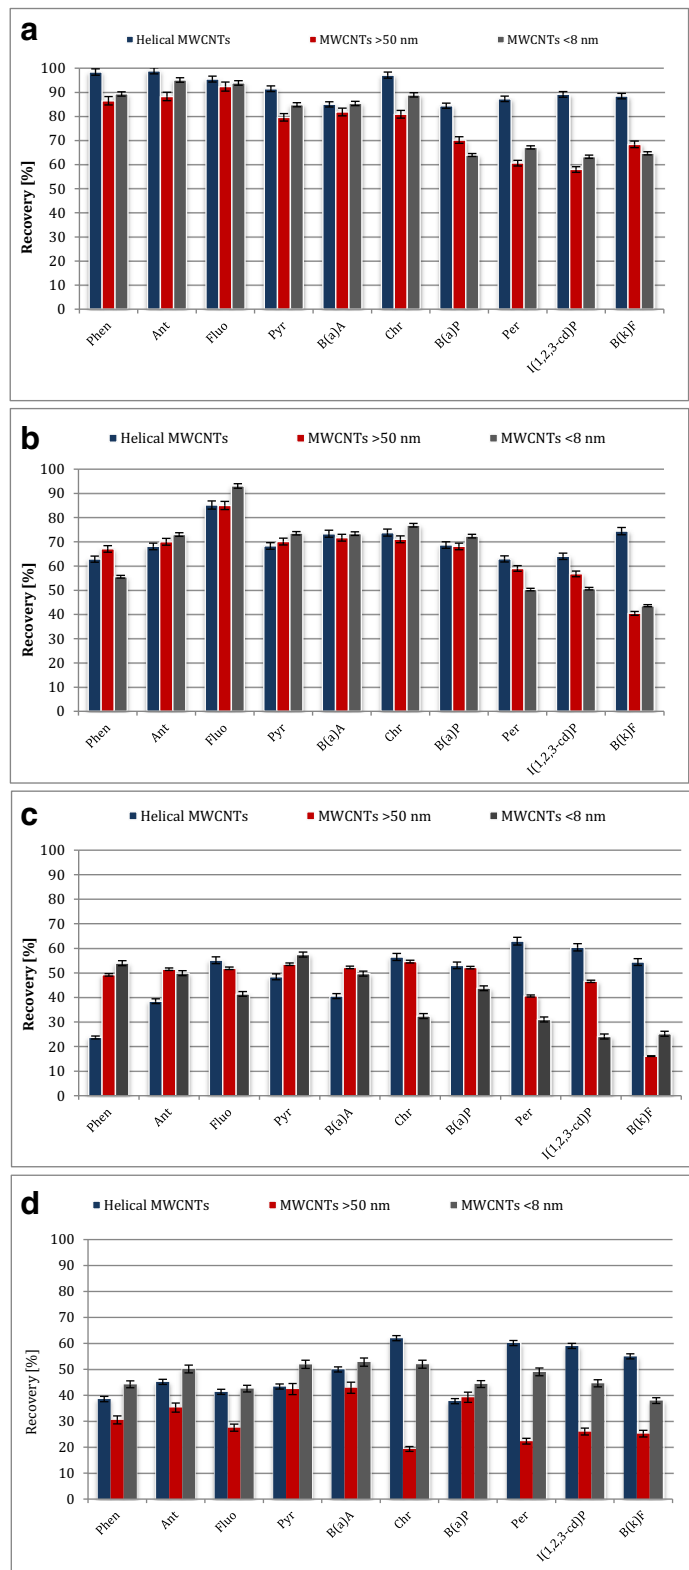 a
Helical MWCNTs MWCNTs >50 nm MWCNTs <8 nm
Recovery [%]
100
90
80
70
60
50
40
30
20
10
0
Phen Ant Fluo Pyr B(a)A Chr B(a)P Per I(1,2,3-cd)P B(k)F
b
Helical MWCNTs MWCNTs >50 nm MWCNTs <8 nm
Recovery [%]
100
90
80
70
60
50
40
30
20
10
0
Phen Ant Fluo Pyr B(a)A Chr B(a)P Per I(1,2,3-cd)P B(k)F
c
Helical MWCNTs MWCNTs >50 nm MWCNTs <8 nm
Recovery [%]
100
90
80
70
60
50
40
30
20
10
0
Phen Ant Fluo Pyr B(a)A Chr B(a)P Per I(1,2,3-cd)P B(k)F
d
Helical MWCNTs MWCNTs >50 nm MWCNTs <8 nm
Recovery [%]
100
90
80
70
60
50
40
30
20
10
0
Phen Ant Fluo Pyr B(a)A Chr B(a)P Per I(1,2,3-cd)P B(k)F